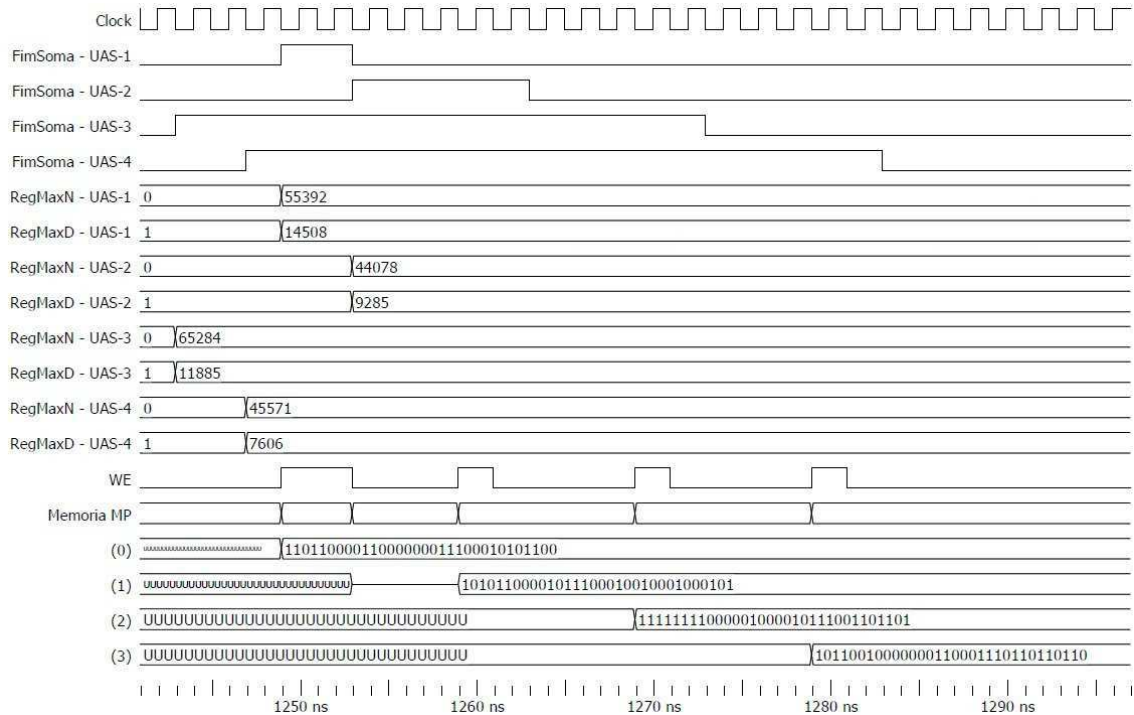 Clock
FimSoma - UAS-1
FimSoma - UAS-2
FimSoma - UAS-3
FimSoma - UAS-4
RegMaxN - UAS-1 0 55392
RegMaxD - UAS-1 1 14508
RegMaxN - UAS-2 0 44078
RegMaxD - UAS-2 1 9285
RegMaxN - UAS-3 0 65284
RegMaxD - UAS-3 1 11885
RegMaxN - UAS-4 0 45571
RegMaxD - UAS-4 1 7606
WE
Memoria MP
(0) 11011000011000000011100010101100
(1) UUUUUUUUUUUUUUUUUUUUUUUUUUUUUUUU 10101100001011100010010001000101
(2) UUUUUUUUUUUUUUUUUUUUUUUUUUUUUUUU 11111111000001000010111001101101
(3) UUUUUUUUUUUUUUUUUUUUUUUUUUUUUUUU 10110010000000110001110110110110
1250 ns 1260 ns 1270 ns 1280 ns 1290 ns